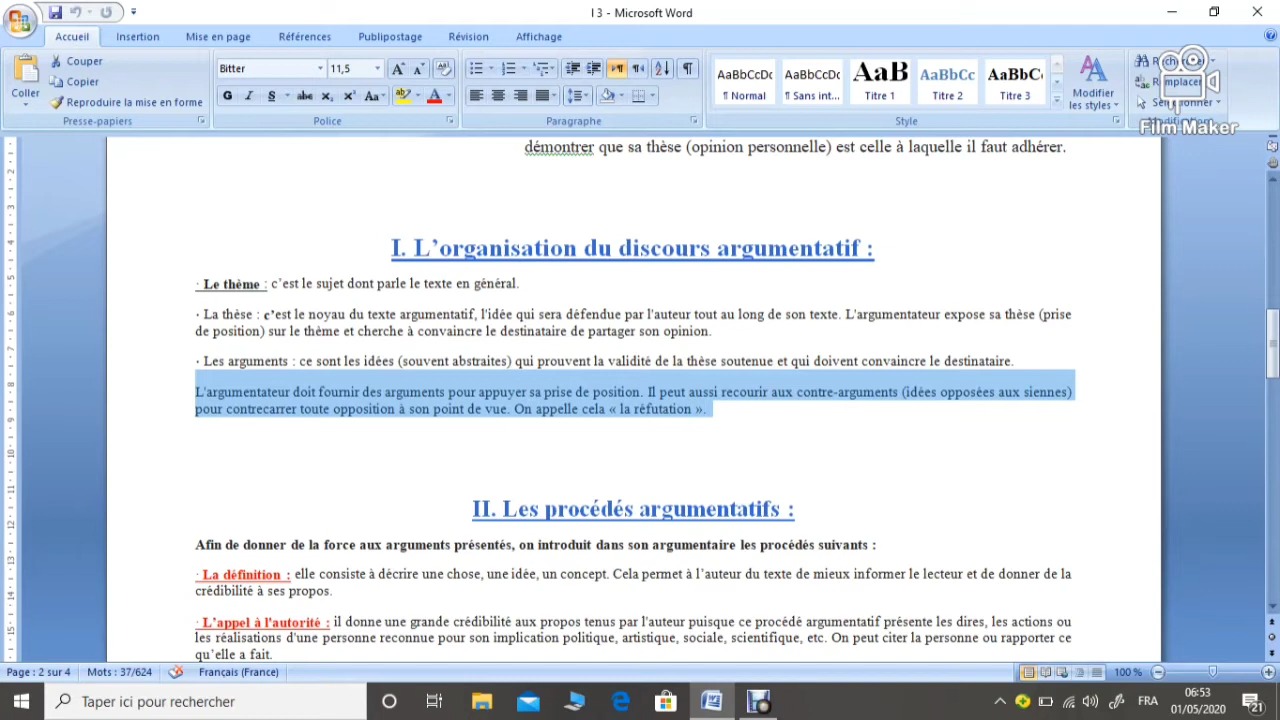 I 3 - Microsoft Word
Accueil Insertion Mise en page Références Publipostage Révision Affichage
Coller
Couper
Copier
Reproduire la mise en forme
Presse-papiers
Bitter 11,5
G I S abc x₂ x² Aa
Police
Paragraphe
AaBbCcDc AaBbCcDc AaB AaBbCc AaBbC
¶ Normal ¶ Sans int... Titre 1 Titre 2 Titre 3
Style
Modifier
les styles
Remplacer
Film Maker
démontrer que sa thèse (opinion personnelle) est celle à laquelle il faut adhérer.
I. L’organisation du discours argumentatif :
· Le thème : c’est le sujet dont parle le texte en général.
· La thèse : c’est le noyau du texte argumentatif, l'idée qui sera défendue par l'auteur tout au long de son texte. L'argumentateur expose sa thèse (prise
de position) sur le thème et cherche à convaincre le destinataire de partager son opinion.
· Les arguments : ce sont les idées (souvent abstraites) qui prouvent la validité de la thèse soutenue et qui doivent convaincre le destinataire.
L'argumentateur doit fournir des arguments pour appuyer sa prise de position. Il peut aussi recourir aux contre-arguments (idées opposées aux siennes)
pour contrecarrer toute opposition à son point de vue. On appelle cela « la réfutation ».
II. Les procédés argumentatifs :
Afin de donner de la force aux arguments présentés, on introduit dans son argumentaire les procédés suivants :
· La définition : elle consiste à décrire une chose, une idée, un concept. Cela permet à l’auteur du texte de mieux informer le lecteur et de donner de la
crédibilité à ses propos.
· L’appel à l'autorité : il donne une grande crédibilité aux propos tenus par l'auteur puisque ce procédé argumentatif présente les dires, les actions ou
les réalisations d'une personne reconnue pour son implication politique, artistique, sociale, scientifique, etc. On peut citer la personne ou rapporter ce
qu’elle a fait.
Page : 2 sur 4 Mots : 37/624 Français (France) 100 %
Taper ici pour rechercher
FRA
06:53
01/05/2020
21